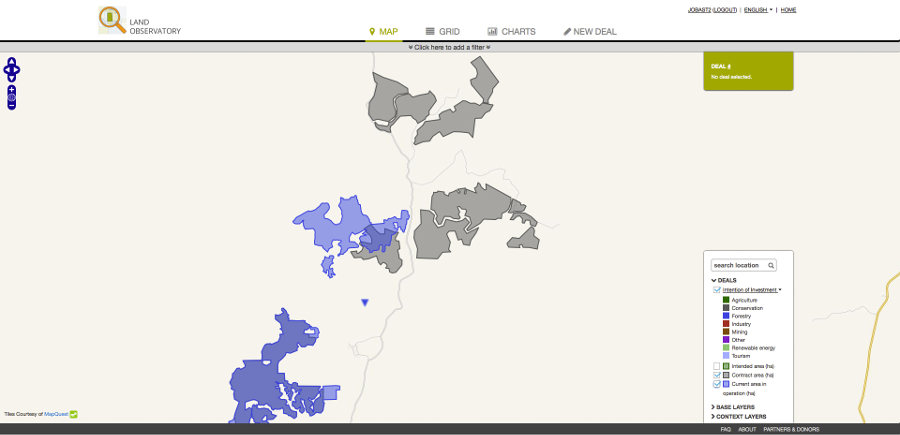 LAND
OBSERVATORY
JOBAST2 (LOGOUT) | ENGLISH | HOME
MAP
GRID
CHARTS
NEW DEAL
Click here to add a filter
DEAL #
No deal selected.
search location
DEALS
Intention of Investment
Agriculture
Conservation
Forestry
Industry
Mining
Other
Renewable energy
Tourism
Intended area (ha)
Contract area (ha)
Current area in
operation (ha)
BASE LAYERS
CONTEXT LAYERS
Tiles Courtesy of MapQuest
FAQ ABOUT PARTNERS & DONORS